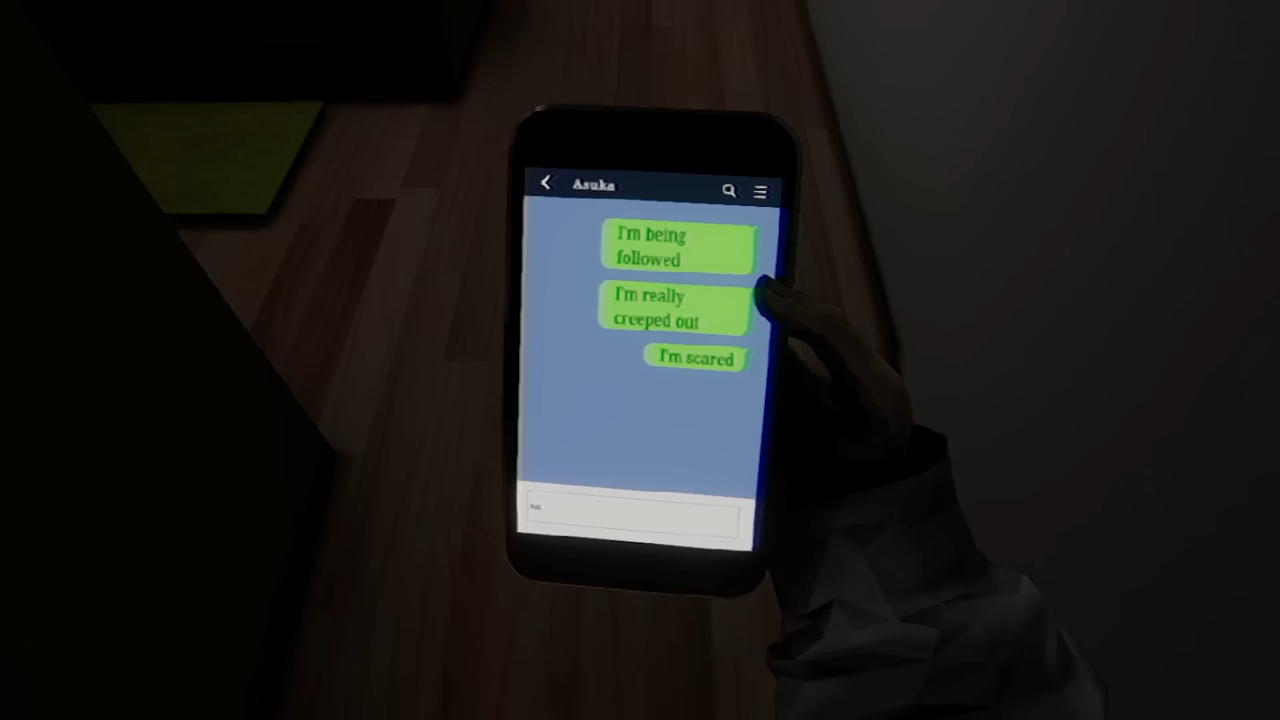 Asuka
I'm being
followed
I'm really
creeped out
I'm scared